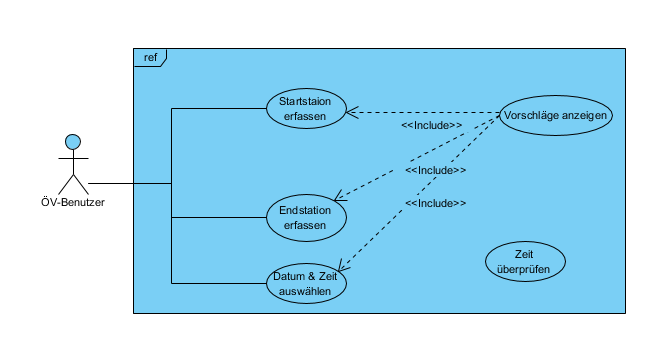 ref
Startstaion
erfassen
Vorschläge anzeigen
<<Include>>
<<Include>>
<<Include>>
ÖV-Benutzer
Endstation
erfassen
Zeit
überprüfen
Datum & Zeit
auswählen